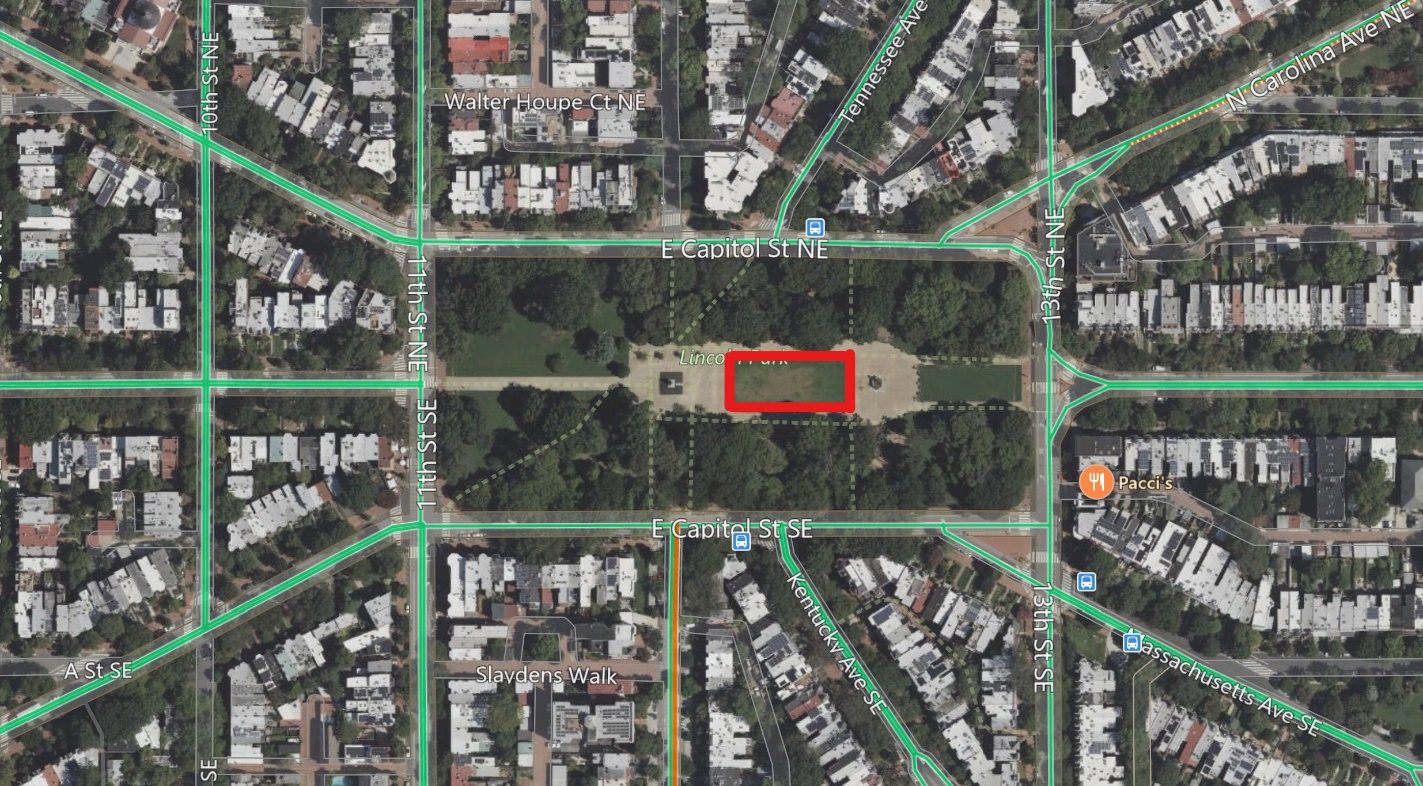 10th St NE
Walter Houpe Ct NE
Tennessee Ave
N Carolina Ave NE
E Capitol St NE
11th St NE
13th St NE
Lincoln Park
11th St SE
Pacci's
E Capitol St SE
Kentucky Ave SE
13th St SE
A St SE
Slaydens Walk
Massachusetts Ave SE
SE